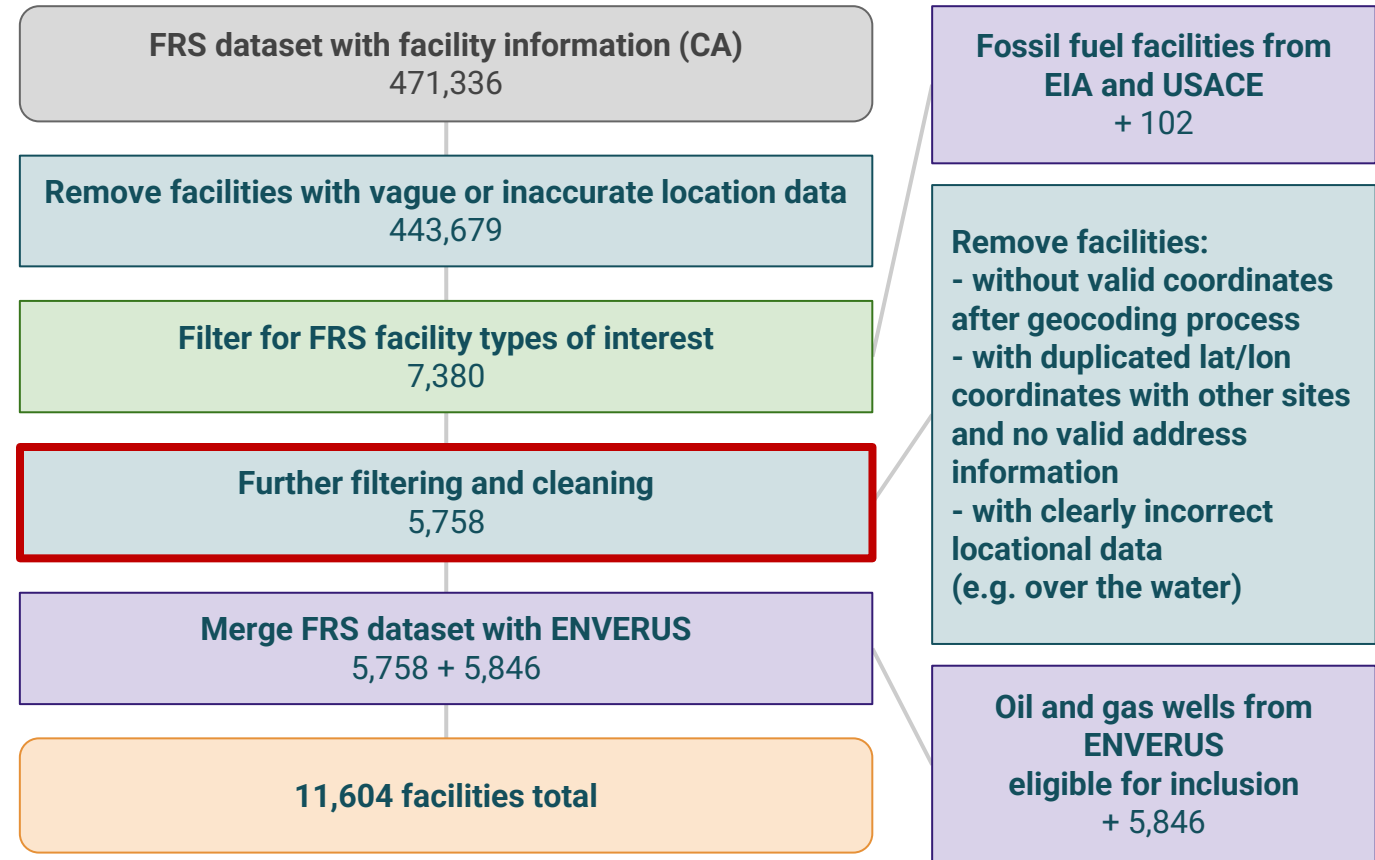 FRS dataset with facility information (CA)
471,336
Remove facilities with vague or inaccurate location data
443,679
Filter for FRS facility types of interest
7,380
Further filtering and cleaning
5,758
Merge FRS dataset with ENVERUS
5,758 + 5,846
11,604 facilities total
Fossil fuel facilities from
EIA and USACE
+ 102
Remove facilities:
- without valid coordinates
after geocoding process
- with duplicated lat/lon
coordinates with other sites
and no valid address
information
- with clearly incorrect
locational data
(e.g. over the water)
Oil and gas wells from
ENVERUS
eligible for inclusion
+ 5,846